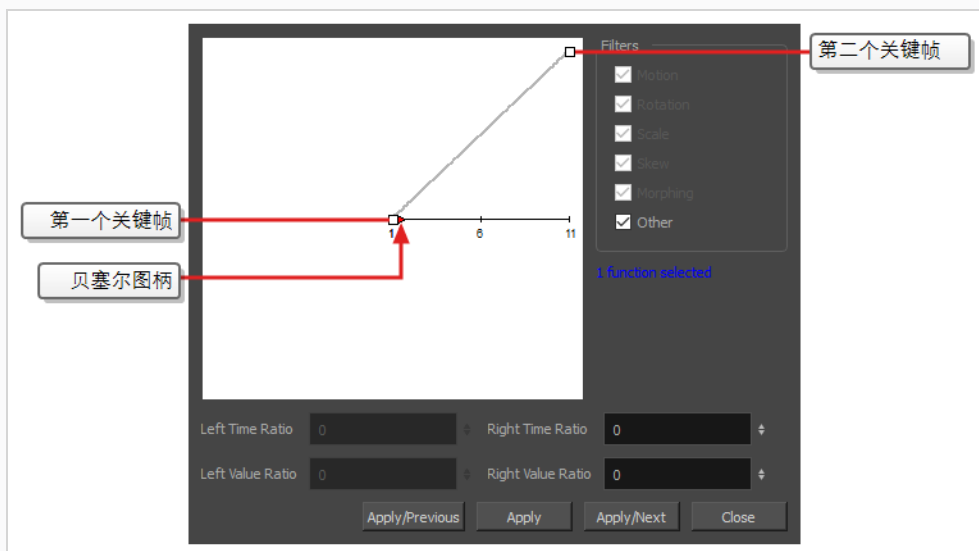 Filters
第二个关键帧
Motion
Rotation
Scale
Skew
Morphing
Other
第一个关键帧
1 6 11
贝塞尔图柄
1 function selected
Left Time Ratio 0 Right Time Ratio 0
Left Value Ratio 0 Right Value Ratio 0
Apply/Previous Apply Apply/Next Close